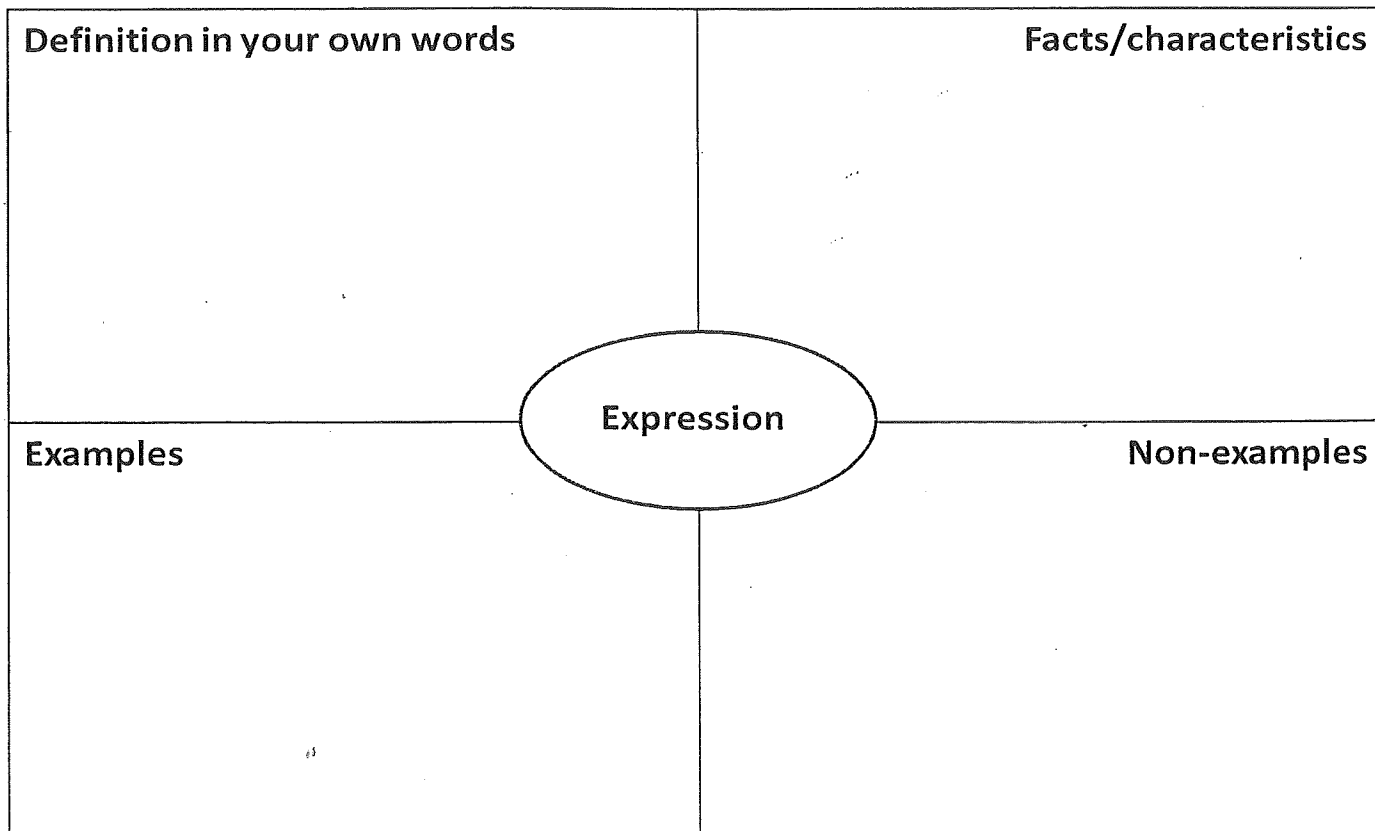 Definition in your own words
Facts/characteristics
Expression
Examples
Non-examples